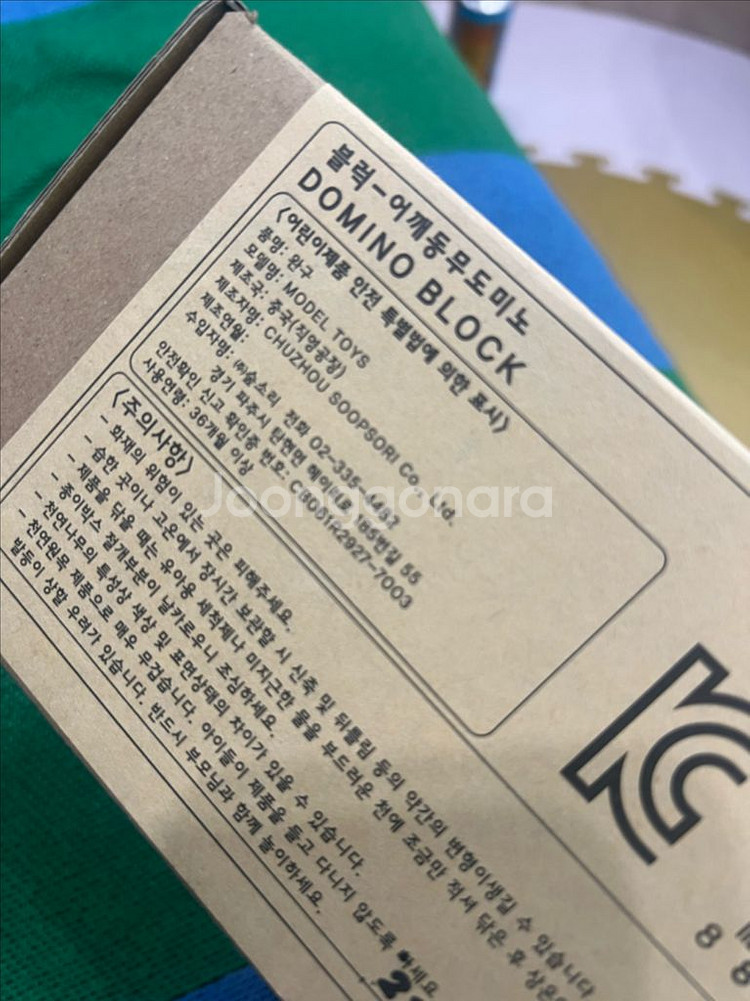 블럭-어깨동무도미노
DOMINO BLOCK
<어린이제품 안전 특별법에 의한 표시>
품명: 완구
모델명: MODEL TOYS
제조국: 중국(직영공장)
제조자명: CHUZHOU SOOPSORI Co., Ltd.
제조연월:
수입자명: ㈜숲소리 전화 02-335-
경기 파주시 탄현면 헤이리로 185번길 55
안전확인 신고 확인증 번호: -7003
사용연령: 36개월 이상
<주의사항>
- 화재의 위험이 있는 곳은 피해주세요.
- 습한 곳이나 고온에서 장시간 보관할 시 신축 및 뒤틀림 등의 약간의 변형이생길 수 있습니다
- 제품을 닦을 때는 유아용 세척제나 미지근한 물을 부드러운 천에 조금만 적셔 닦은 후
- 종이박스 절개부분이 날카로우니 조심하세요.
- 천연나무의 특성상 색상 및 표면상태의 차이가 있을 수 있습니다.
- 천연원목 제품으로 매우 무겁습니다. 아이들이 제품을 들고 다니지 않도록 하세요
발등이 상할 우려가 있습니다. 반드시 부모님과 함께 놀이하세요.
8 8
Joonggonara